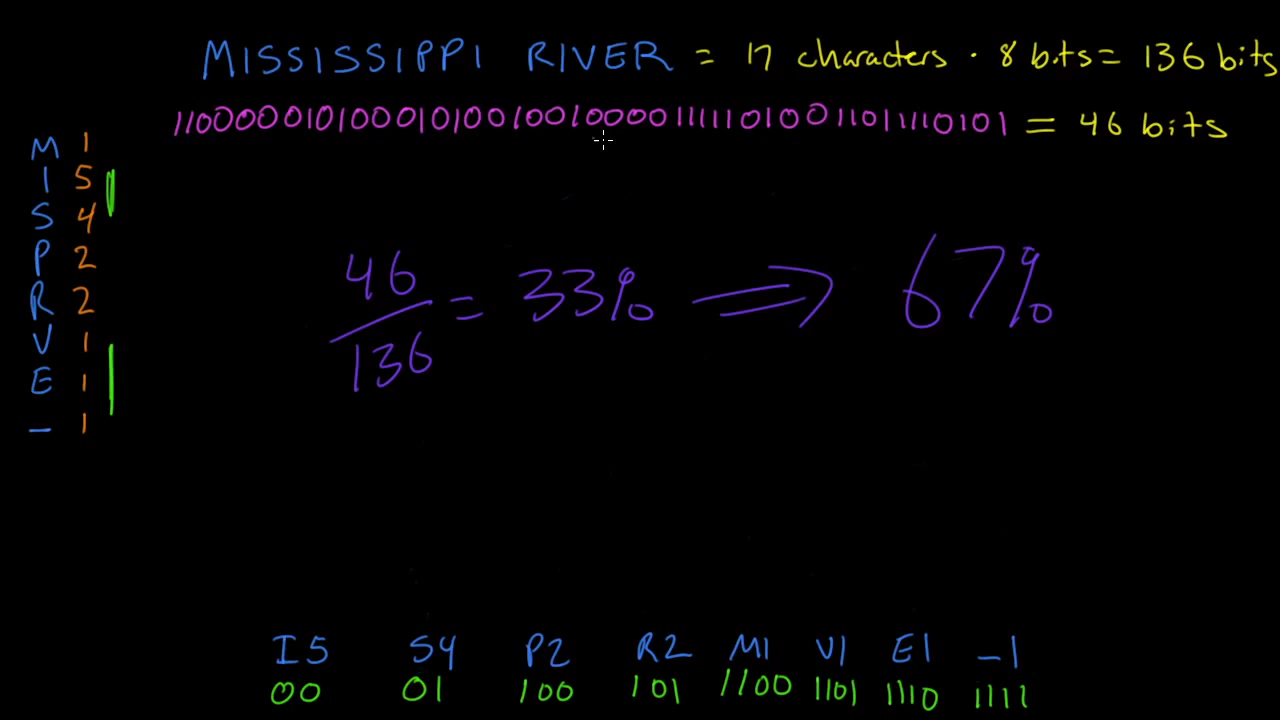 MISSISSIPPI RIVER = 17 characters · 8 bits = 136 bits
1100000101000101001001000011111010011011110101 = 46 bits
M 1
I 5
S 4
P 2
R 2
V 1
E 1
_ 1
46/136 = 33% ⟹ 67%
I5 S4 P2 R2 M1 V1 E1 _1
00 01 100 101 1100 1101 1110 1111